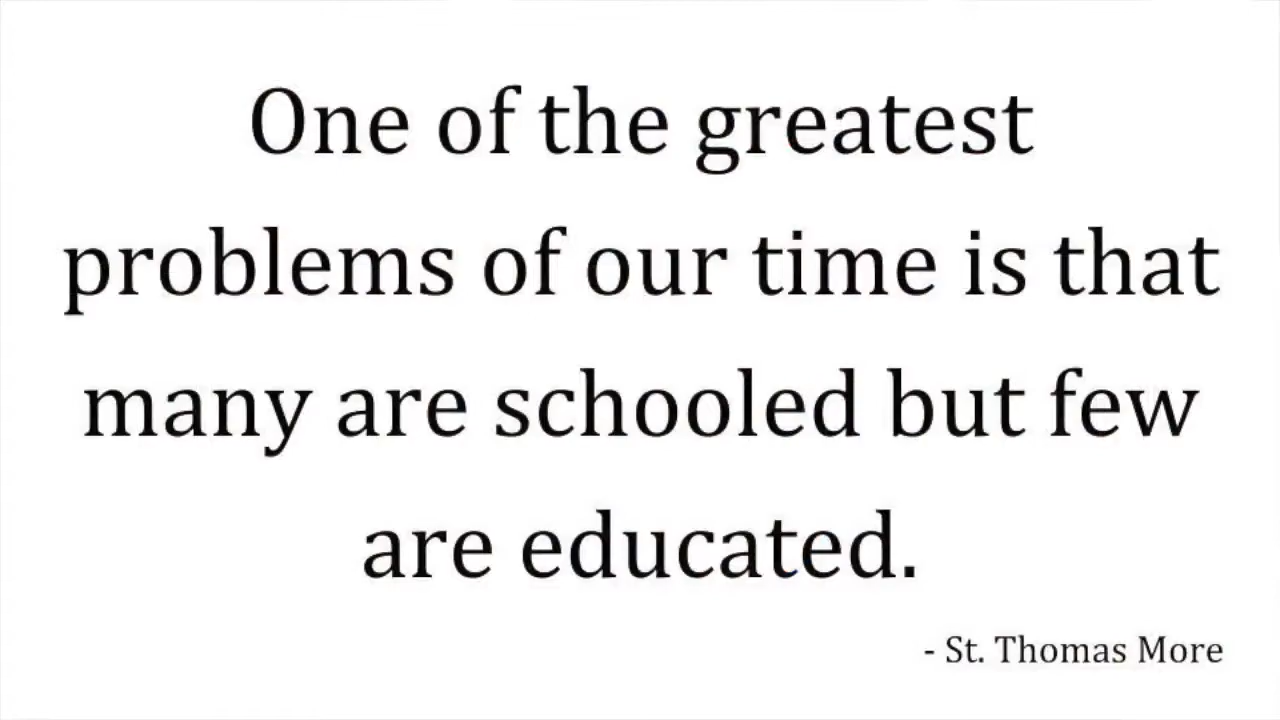 One of the greatest
problems of our time is that
many are schooled but few
are educated.
- St. Thomas More